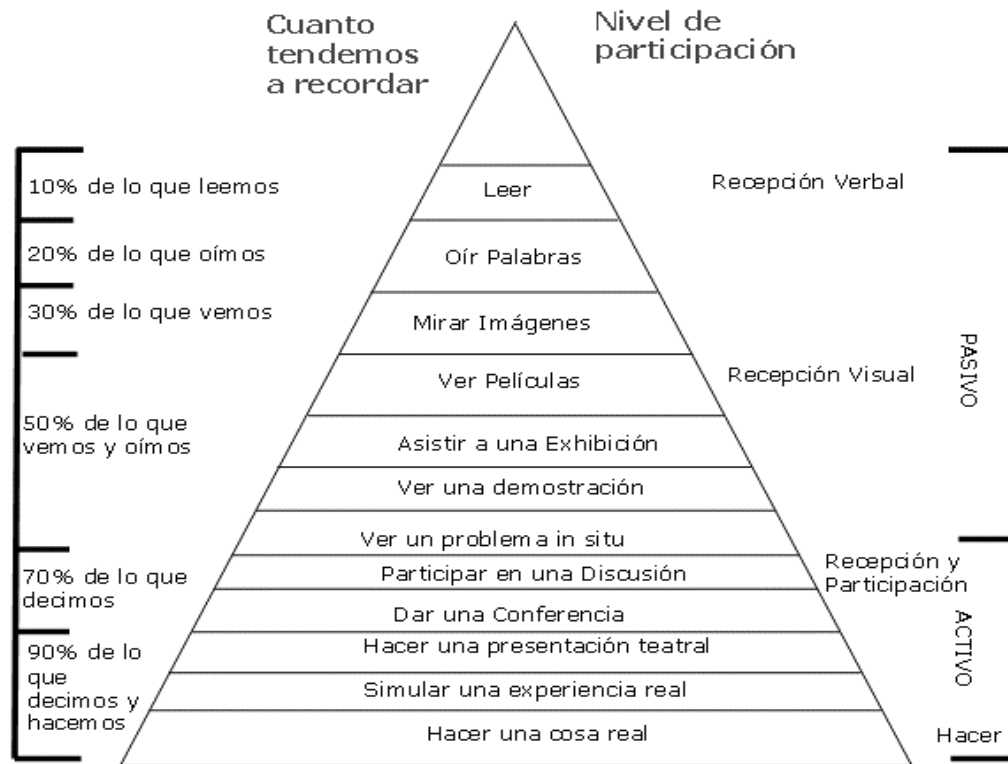 Cuanto
tendemos
a recordar
Nivel de
participación
10% de lo que leemos
Leer
Recepción Verbal
20% de lo que oímos
Oír Palabras
30% de lo que vemos
Mirar Imágenes
Ver Películas
Recepción Visual
PASIVO
50% de lo que
vemos y oímos
Asistir a una Exhibición
Ver una demostración
Ver un problema in situ
70% de lo que
decimos
Participar en una Discusión
Recepción y
Participación
Dar una Conferencia
ACTIVO
90% de lo
que
decimos y
hacemos
Hacer una presentación teatral
Simular una experiencia real
Hacer una cosa real
Hacer